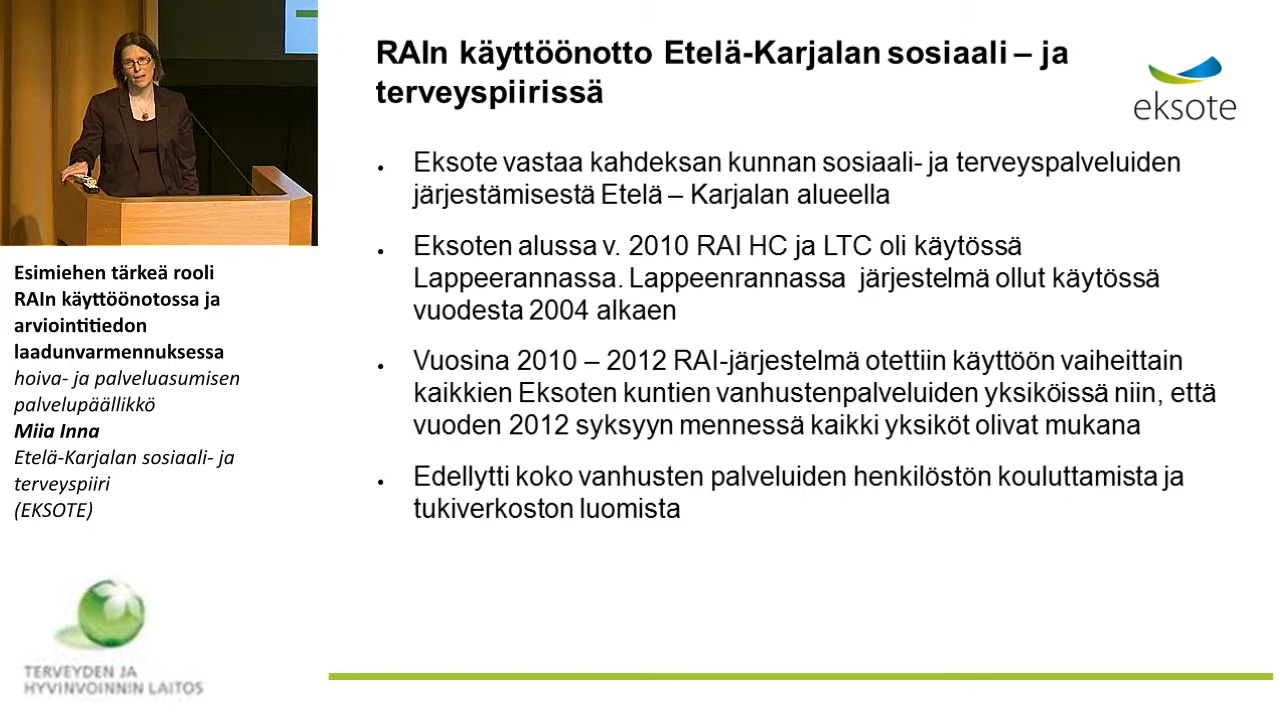 RAIn käyttöönotto Etelä-Karjalan sosiaali – ja
terveyspiirissä
eksote
Eksote vastaa kahdeksan kunnan sosiaali- ja terveyspalveluiden
järjestämisestä Etelä – Karjalan alueella
Eksoten alussa v. 2010 RAI HC ja LTC oli käytössä
Lappeerannassa. Lappeenrannassa järjestelmä ollut käytössä
vuodesta 2004 alkaen
Vuosina 2010 – 2012 RAI-järjestelmä otettiin käyttöön vaiheittain
kaikkien Eksoten kuntien vanhustenpalveluiden yksiköissä niin, että
vuoden 2012 syksyyn mennessä kaikki yksiköt olivat mukana
Edellytti koko vanhusten palveluiden henkilöstön kouluttamista ja
tukiverkoston luomista
Esimiehen tärkeä rooli
RAIn käyttöönotossa ja
arviointitiedon
laadunvarmennuksessa
hoiva- ja palveluasumisen
palvelupäällikkö
Miia Inna
Etelä-Karjalan sosiaali- ja
terveyspiiri
(EKSOTE)
TERVEYDEN JA
HYVINVOINNIN LAITOS